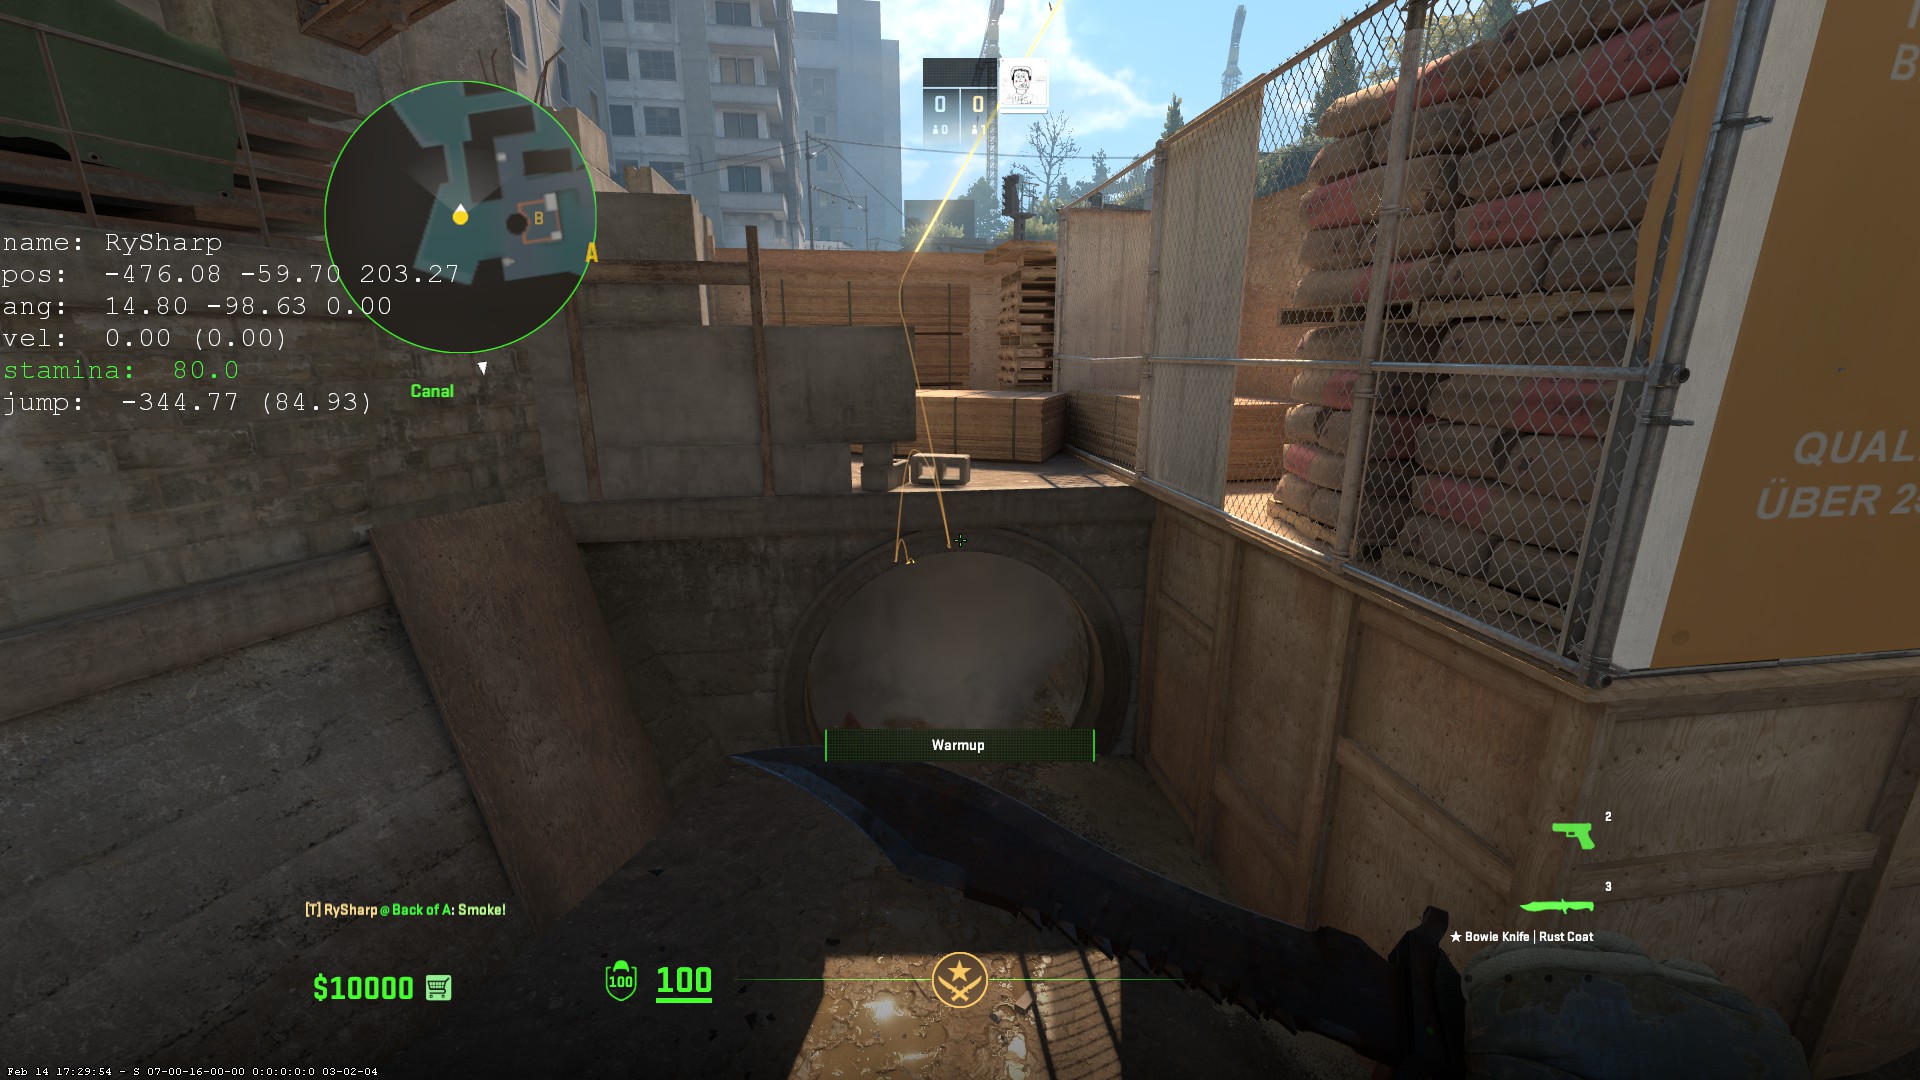 0 0
0 1
B
A
name: RySharp
pos: -476.08 -59.70 203.27
ang: 14.80 -98.63 0.00
vel: 0.00 (0.00)
stamina: 80.0
jump: -344.77 (84.93)
Canal
QUAL
ÜBER 25
Warmup
2
3
★ Bowie Knife | Rust Coat
[T] RySharp @ Back of A: Smoke!
$10000
100
100
Feb 14 17:29:54 - S 07-00-16-00-00 0:0:0:0:0 03-02-04